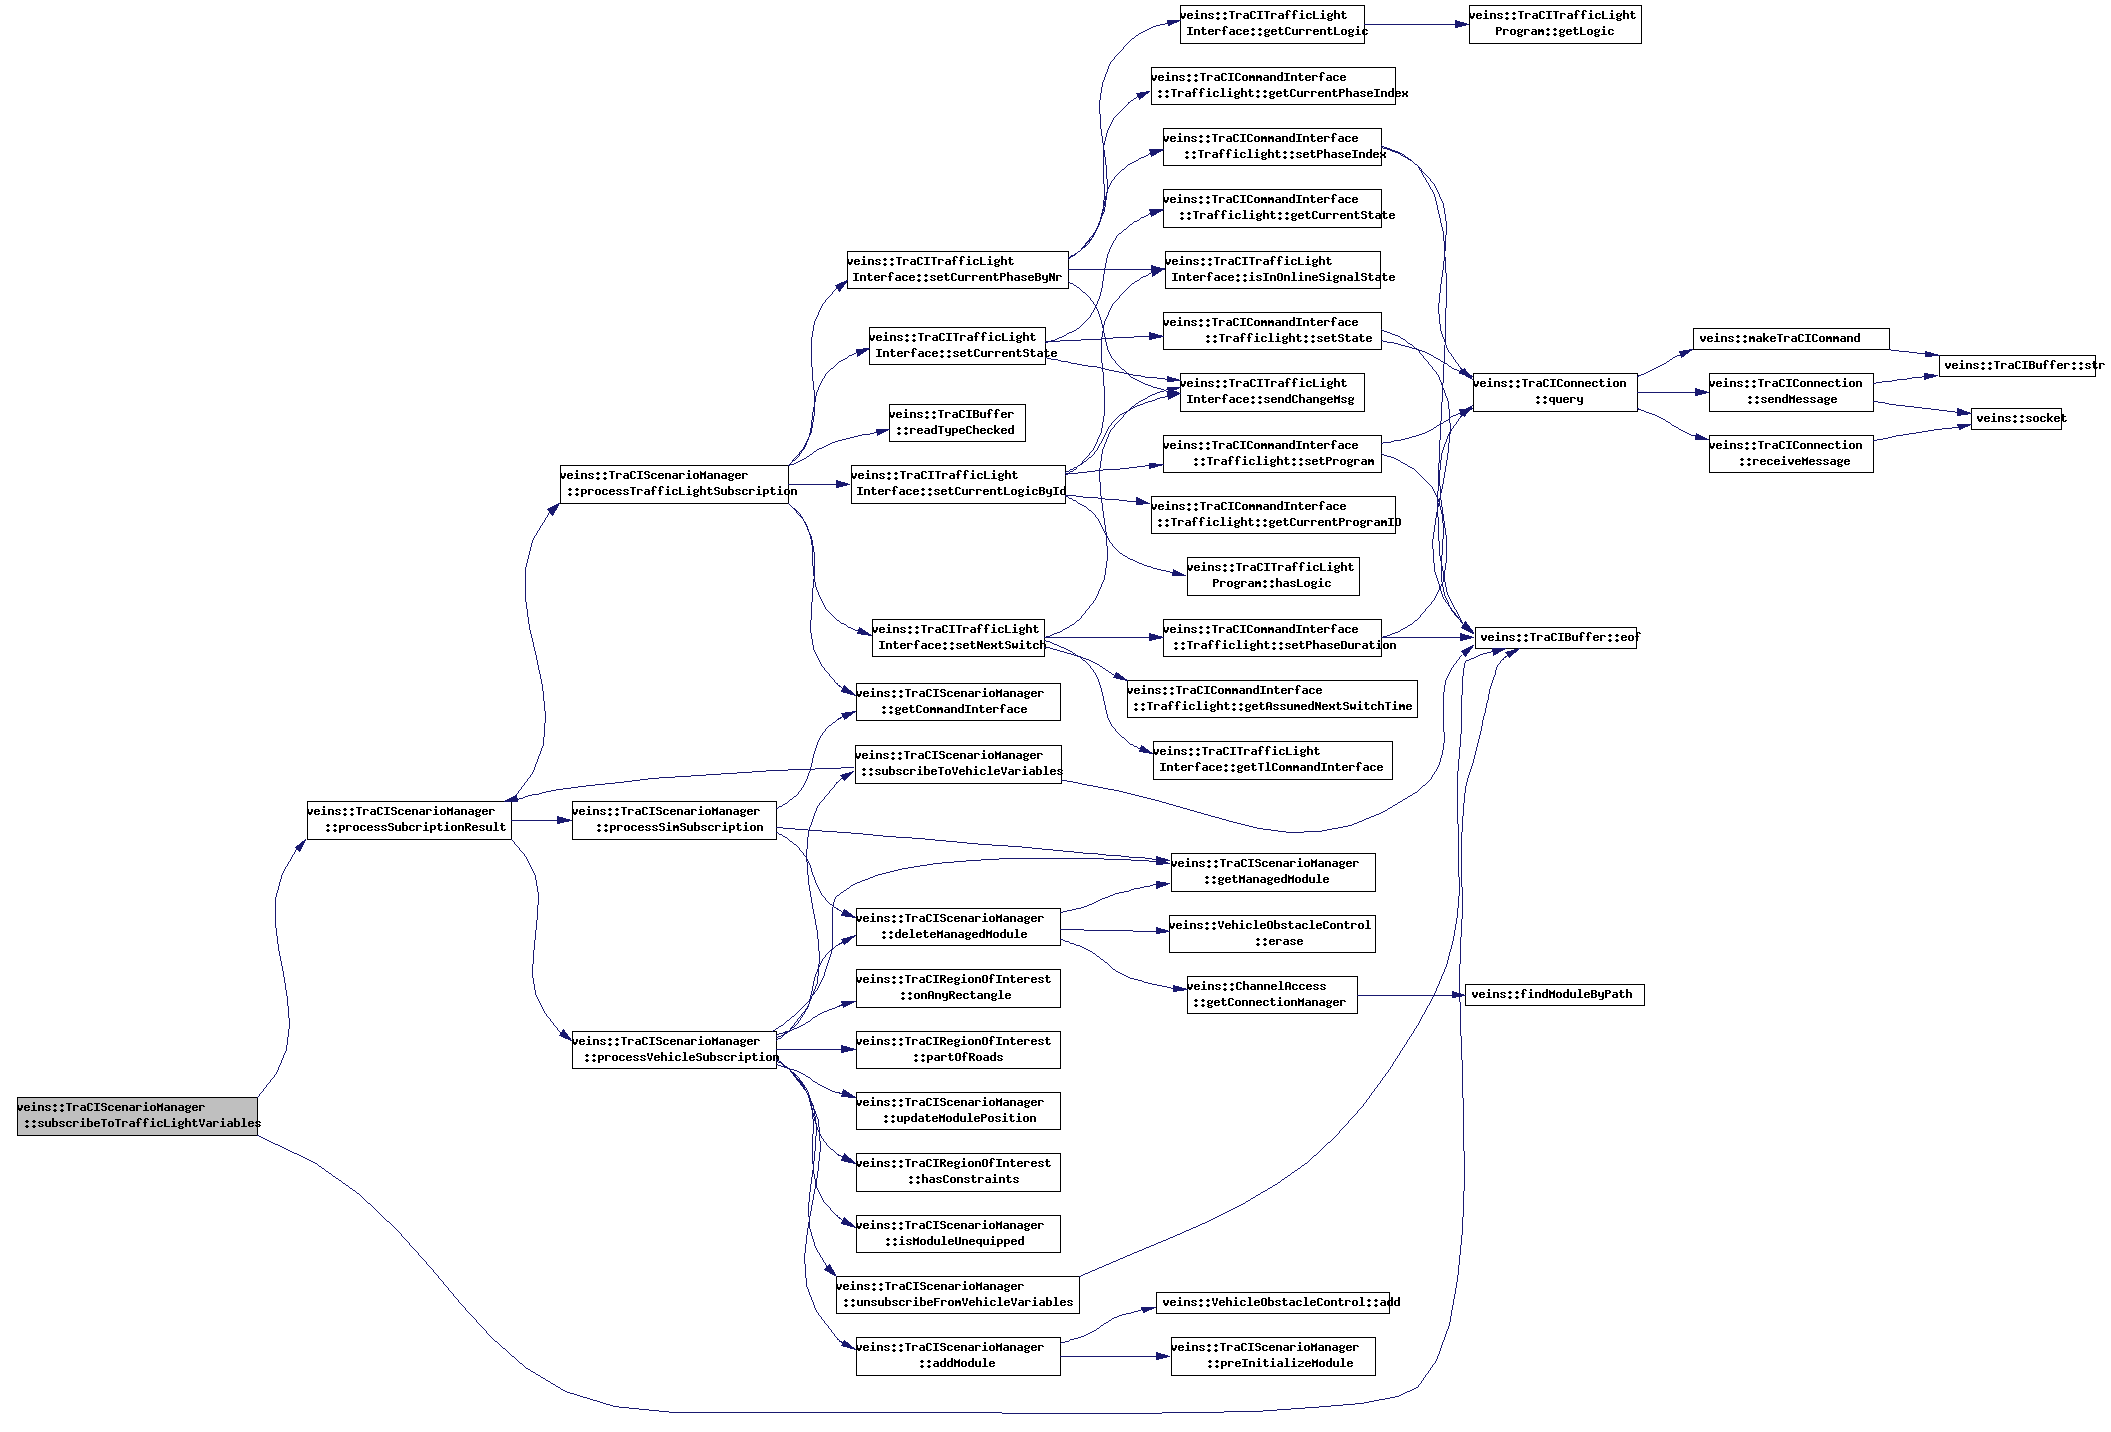 veins::TraCITrafficLight
Interface::getCurrentLogic
veins::TraCITrafficLight
Program::getLogic
veins::TraCICommandInterface
::Trafficlight::getCurrentPhaseIndex
veins::TraCICommandInterface
::Trafficlight::setPhaseIndex
veins::TraCICommandInterface
::Trafficlight::getCurrentState
veins::TraCITrafficLight
Interface::setCurrentPhaseByNr
veins::TraCITrafficLight
Interface::isInOnlineSignalState
veins::TraCITrafficLight
Interface::setCurrentState
veins::TraCICommandInterface
::Trafficlight::setState
veins::makeTraCICommand
veins::TraCIBuffer::str
veins::TraCITrafficLight
Interface::sendChangeMsg
veins::TraCIConnection
::query
veins::TraCIConnection
::sendMessage
veins::socket
veins::TraCIBuffer
::readTypeChecked
veins::TraCICommandInterface
::Trafficlight::setProgram
veins::TraCIConnection
::receiveMessage
veins::TraCIScenarioManager
::processTrafficLightSubscription
veins::TraCITrafficLight
Interface::setCurrentLogicById
veins::TraCICommandInterface
::Trafficlight::getCurrentProgramID
veins::TraCITrafficLight
Program::hasLogic
veins::TraCITrafficLight
Interface::setNextSwitch
veins::TraCICommandInterface
::Trafficlight::setPhaseDuration
veins::TraCIBuffer::eof
veins::TraCIScenarioManager
::getCommandInterface
veins::TraCICommandInterface
::Trafficlight::getAssumedNextSwitchTime
veins::TraCIScenarioManager
::subscribeToVehicleVariables
veins::TraCITrafficLight
Interface::getTlCommandInterface
veins::TraCIScenarioManager
::processSubcriptionResult
veins::TraCIScenarioManager
::processSimSubscription
veins::TraCIScenarioManager
::getManagedModule
veins::TraCIScenarioManager
::deleteManagedModule
veins::VehicleObstacleControl
::erase
veins::TraCIRegionOfInterest
::onAnyRectangle
veins::ChannelAccess
::getConnectionManager
veins::findModuleByPath
veins::TraCIScenarioManager
::processVehicleSubscription
veins::TraCIRegionOfInterest
::partOfRoads
veins::TraCIScenarioManager
::subscribeToTrafficLightVariables
veins::TraCIScenarioManager
::updateModulePosition
veins::TraCIRegionOfInterest
::hasConstraints
veins::TraCIScenarioManager
::isModuleUnequipped
veins::TraCIScenarioManager
::unsubscribeFromVehicleVariables
veins::VehicleObstacleControl::add
veins::TraCIScenarioManager
::addModule
veins::TraCIScenarioManager
::preInitializeModule